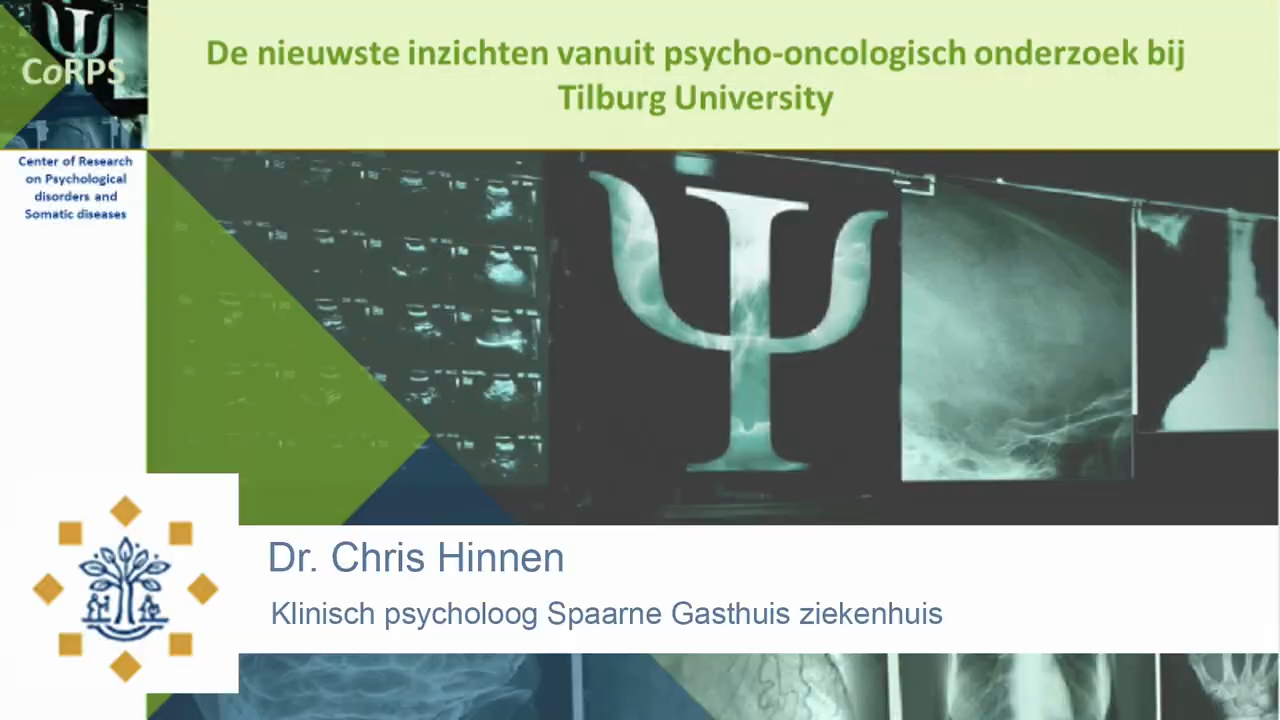 CoRPS
De nieuwste inzichten vanuit psycho-oncologisch onderzoek bij
Tilburg University
Center of Research
on Psychological
disorders and
Somatic diseases
Dr. Chris Hinnen
Klinisch psycholoog Spaarne Gasthuis ziekenhuis